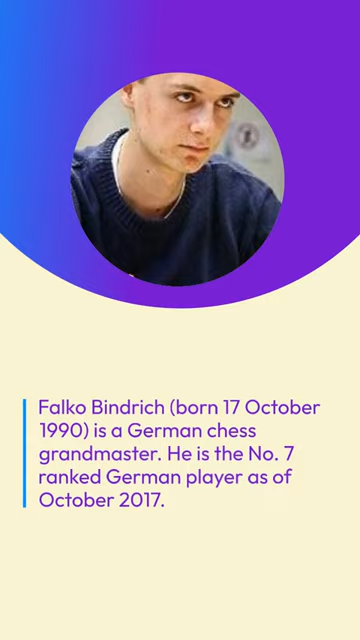 Falko Bindrich (born 17 October
1990) is a German chess
grandmaster. He is the No. 7
ranked German player as of
October 2017.